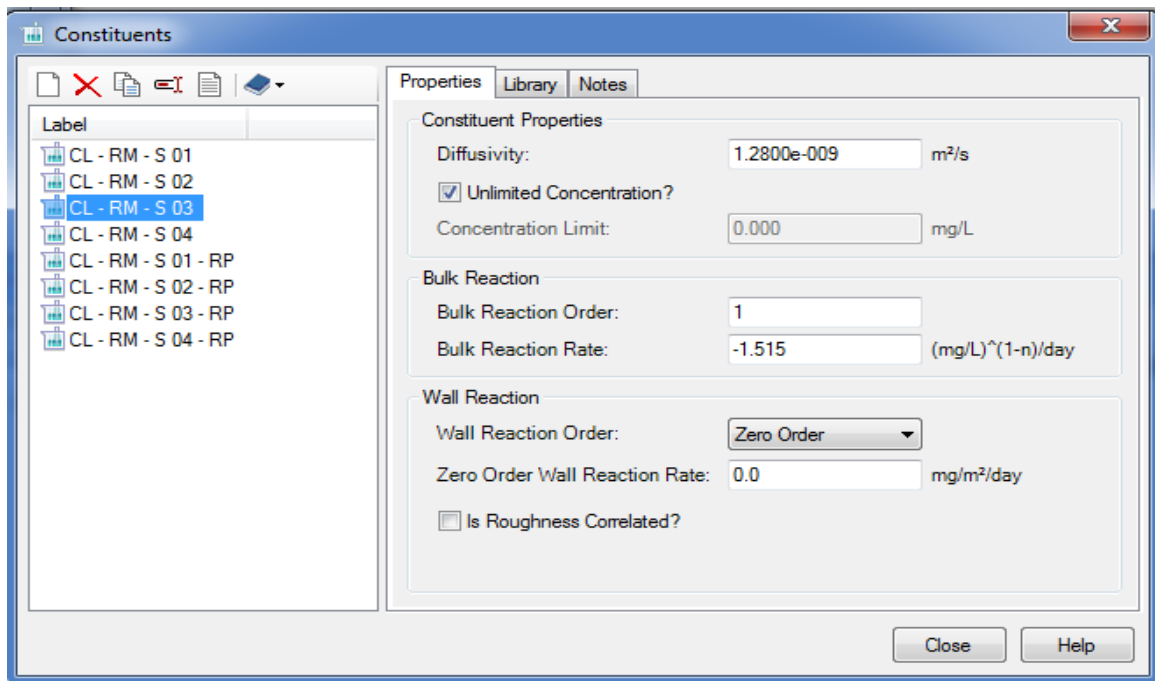 Constituents
Label
CL - RM - S 01
CL - RM - S 02
CL - RM - S 03
CL - RM - S 04
CL - RM - S 01 - RP
CL - RM - S 02 - RP
CL - RM - S 03 - RP
CL - RM - S 04 - RP
Properties Library Notes
Constituent Properties
Diffusivity: 1.2800e-009 m²/s
Unlimited Concentration?
Concentration Limit: 0.000 mg/L
Bulk Reaction
Bulk Reaction Order: 1
Bulk Reaction Rate: -1.515 (mg/L)^(1-n)/day
Wall Reaction
Wall Reaction Order: Zero Order
Zero Order Wall Reaction Rate: 0.0 mg/m²/day
Is Roughness Correlated?
Close Help